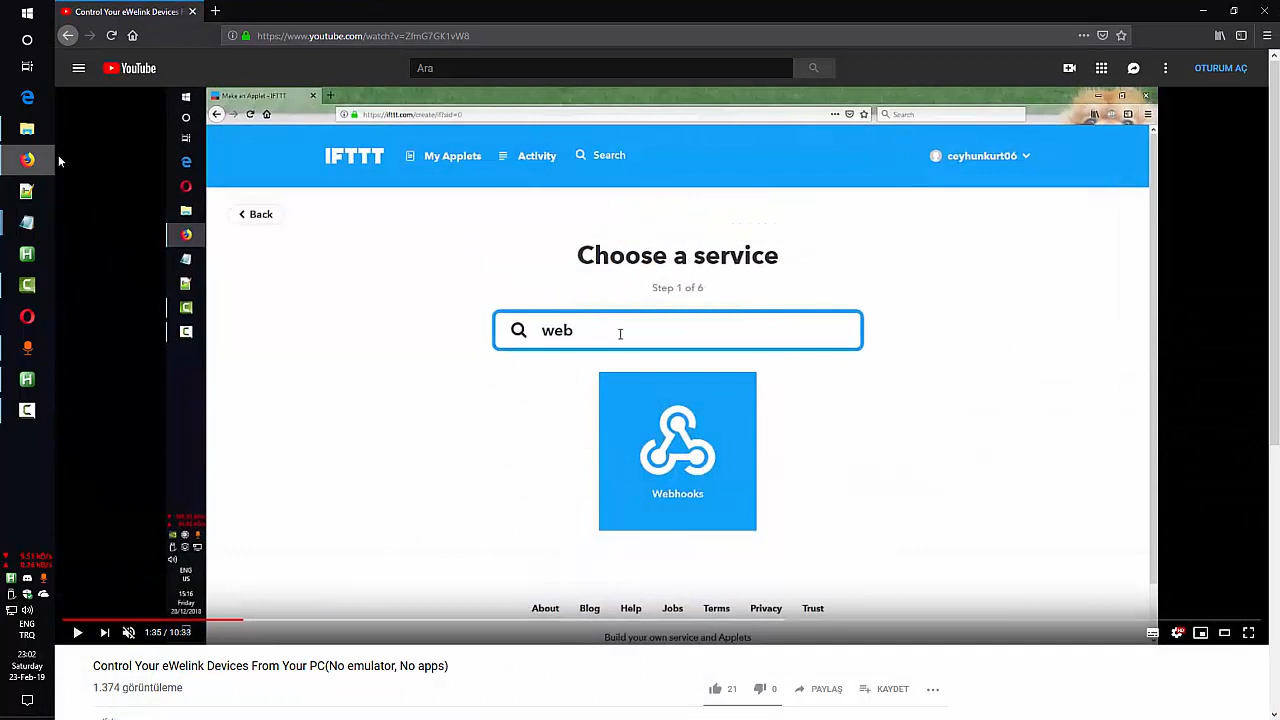 Control Your eWelink Devices F
https://www.youtube.com/watch?v=ZfmG7GK1vW8
YouTube
Ara
OTURUM AÇ
Make an Applet - IFTTT
https://ifttt.com/create/if?sid=0
Search
IFTTT
My Applets
Activity
Search
ceyhunkurt06
Back
Choose a service
Step 1 of 6
web
Webhooks
ENG
US
15:16
Friday
28/12/2018
About Blog Help Jobs Terms Privacy Trust
Build your own service and Applets
1:35 / 10:33
HD
9.51 kB/s
ENG
TRQ
23:02
Saturday
23-Feb-19
Control Your eWelink Devices From Your PC(No emulator, No apps)
1.374 görüntüleme
21
0
PAYLAŞ
KAYDET